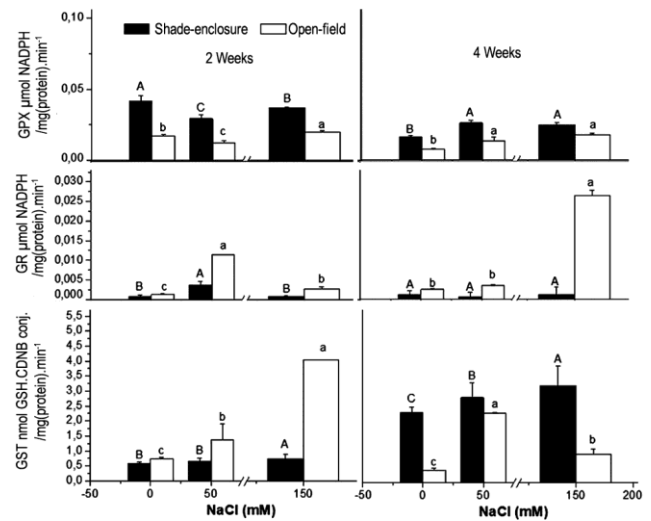 Shade-enclosure Open-field
2 Weeks
4 Weeks
GPX µmol NADPH
/mg(protein).min⁻¹
0,10
0,05
0,00
A b C c B a
B b A a A a
GR µmol NADPH
/mg(protein).min⁻¹
0,030
0,025
0,020
0,015
0,010
0,005
0,000
B c A a B b
A b A b A a
GST nmol GSH.CDNB conj.
/mg(protein).min⁻¹
5,5
5,0
4,5
4,0
3,5
3,0
2,5
2,0
1,5
1,0
0,5
0,0
B c B b A a
C c B a A b
-50 0 50 150 -50 0 50 150 200
NaCl (mM) NaCl (mM)